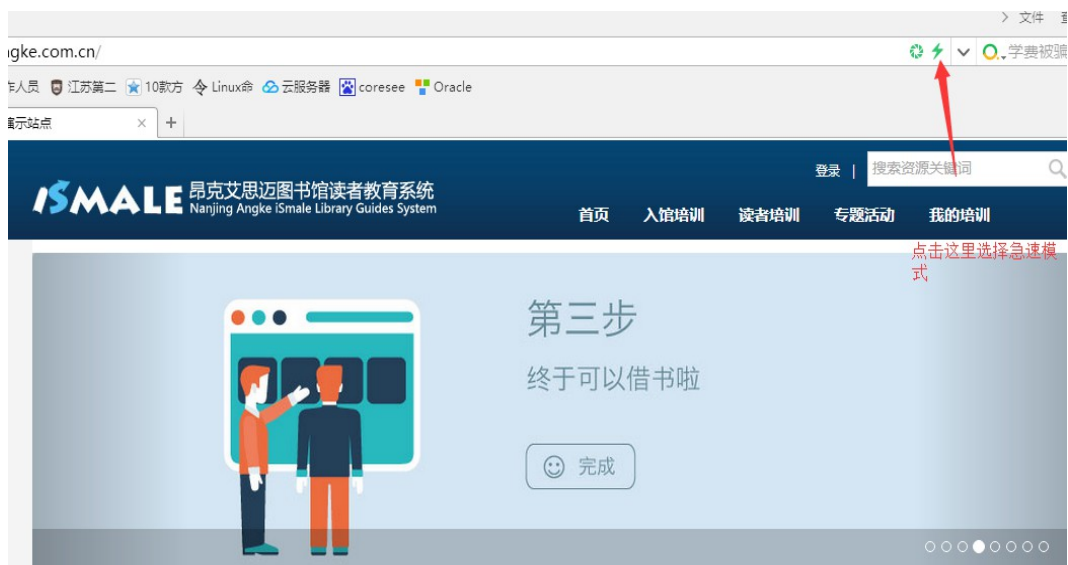 文件
gke.com.cn/
学费被骗
作人员 江苏第二 10款方 Linux命 云服务器 coresee Oracle
演示站点 × +
登录 | 搜索资源关键词
iSMALE 昂克艾思迈图书馆读者教育系统
Nanjing Angke iSmale Library Guides System
首页 入馆培训 读者培训 专题活动 我的培训
点击这里选择急速模
式
第三步
终于可以借书啦
完成